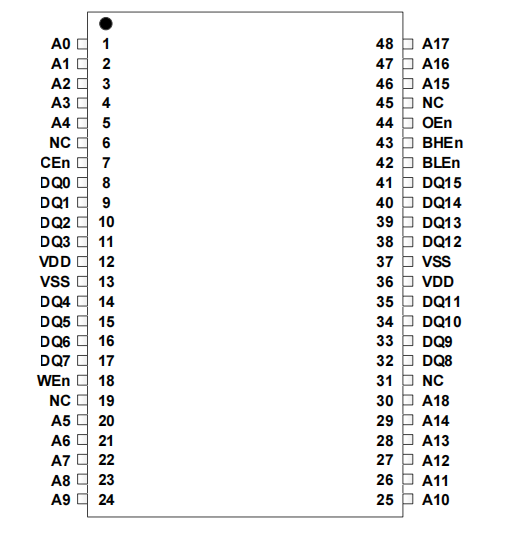 A0 1 48 A17
A1 2 47 A16
A2 3 46 A15
A3 4 45 NC
A4 5 44 OEn
NC 6 43 BHEn
CEn 7 42 BLEn
DQ0 8 41 DQ15
DQ1 9 40 DQ14
DQ2 10 39 DQ13
DQ3 11 38 DQ12
VDD 12 37 VSS
VSS 13 36 VDD
DQ4 14 35 DQ11
DQ5 15 34 DQ10
DQ6 16 33 DQ9
DQ7 17 32 DQ8
WEn 18 31 NC
NC 19 30 A18
A5 20 29 A14
A6 21 28 A13
A7 22 27 A12
A8 23 26 A11
A9 24 25 A10